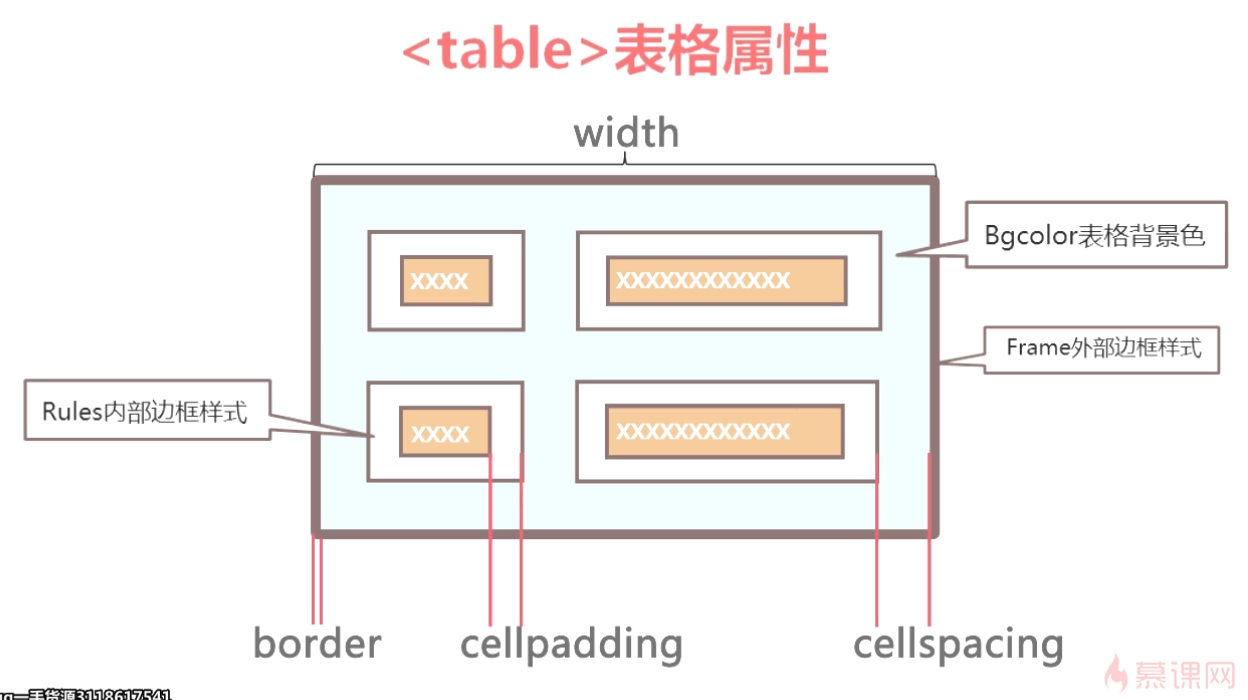 <table>表格属性
width
Bgcolor表格背景色
xxxx
xxxxxxxxxxxx
Frame外部边框样式
Rules内部边框样式
xxxx
xxxxxxxxxxxx
border
cellpadding
cellspacing
慕课网
一手货源3118617541